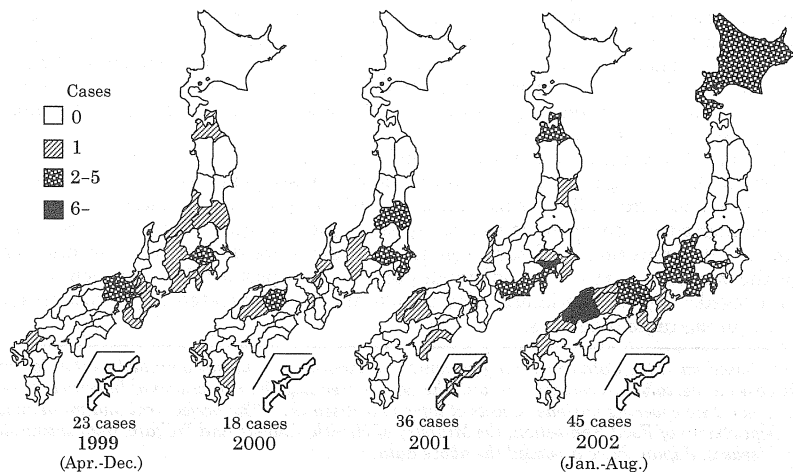 Cases
0
1
2–5
6–
23 cases
1999
(Apr.-Dec.)
18 cases
2000
36 cases
2001
45 cases
2002
(Jan.-Aug.)